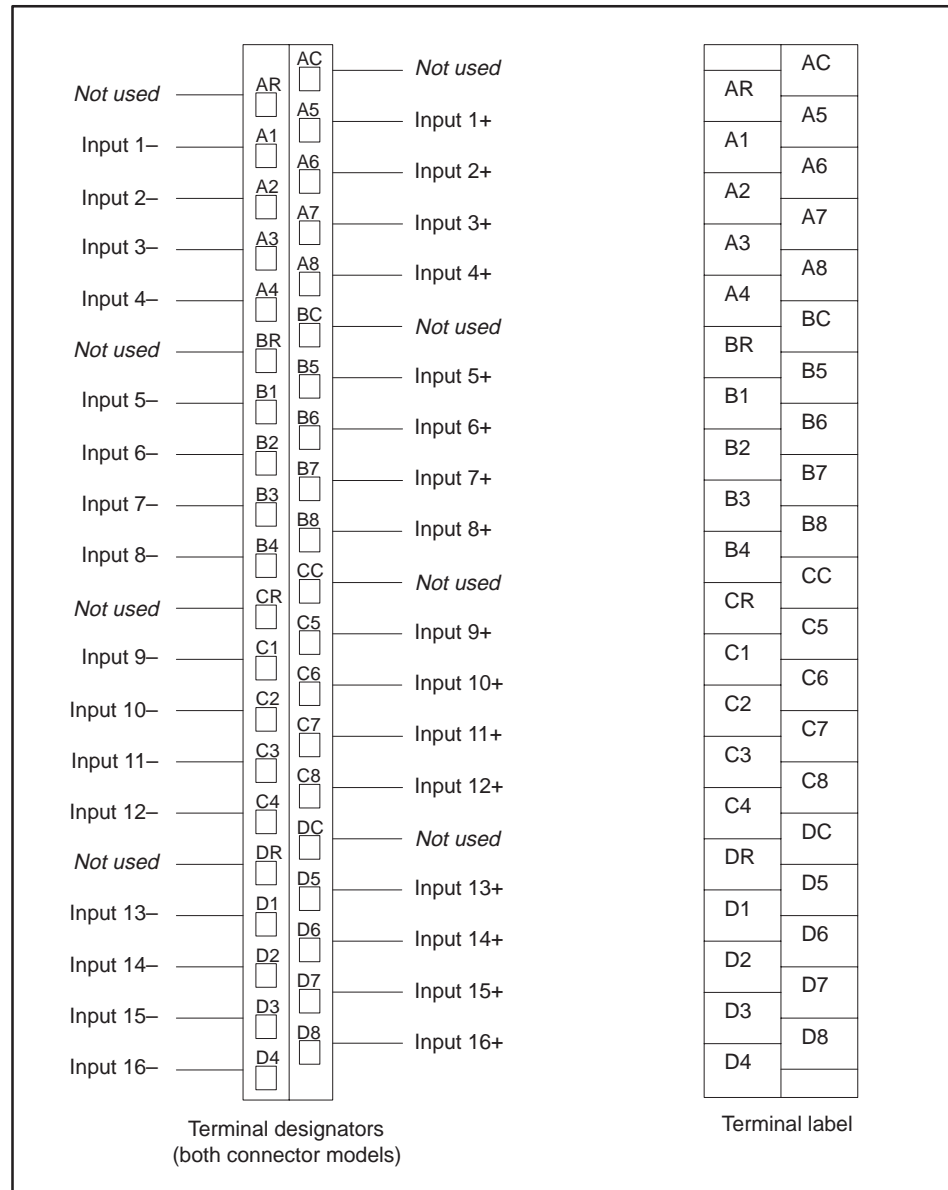 AC AC
Not used AR Not used AR
A5 Input 1+ A5
Input 1– A1 A1
A6 Input 2+ A6
Input 2– A2 A2
A7 Input 3+ A7
Input 3– A3 A3
A8 Input 4+ A8
Input 4– A4 A4
BC Not used BC
Not used BR BR
B5 Input 5+ B5
Input 5– B1 B1
B6 Input 6+ B6
Input 6– B2 B2
B7 Input 7+ B7
Input 7– B3 B3
B8 Input 8+ B8
Input 8– B4 B4
CC Not used CC
Not used CR CR
C5 Input 9+ C5
Input 9– C1 C1
C6 Input 10+ C6
Input 10– C2 C2
C7 Input 11+ C7
Input 11– C3 C3
C8 Input 12+ C8
Input 12– C4 C4
DC Not used DC
Not used DR DR
D5 Input 13+ D5
Input 13– D1 D1
D6 Input 14+ D6
Input 14– D2 D2
D7 Input 15+ D7
Input 15– D3 D3
D8 Input 16+ D8
Input 16– D4 D4
Terminal designators
(both connector models)
Terminal label